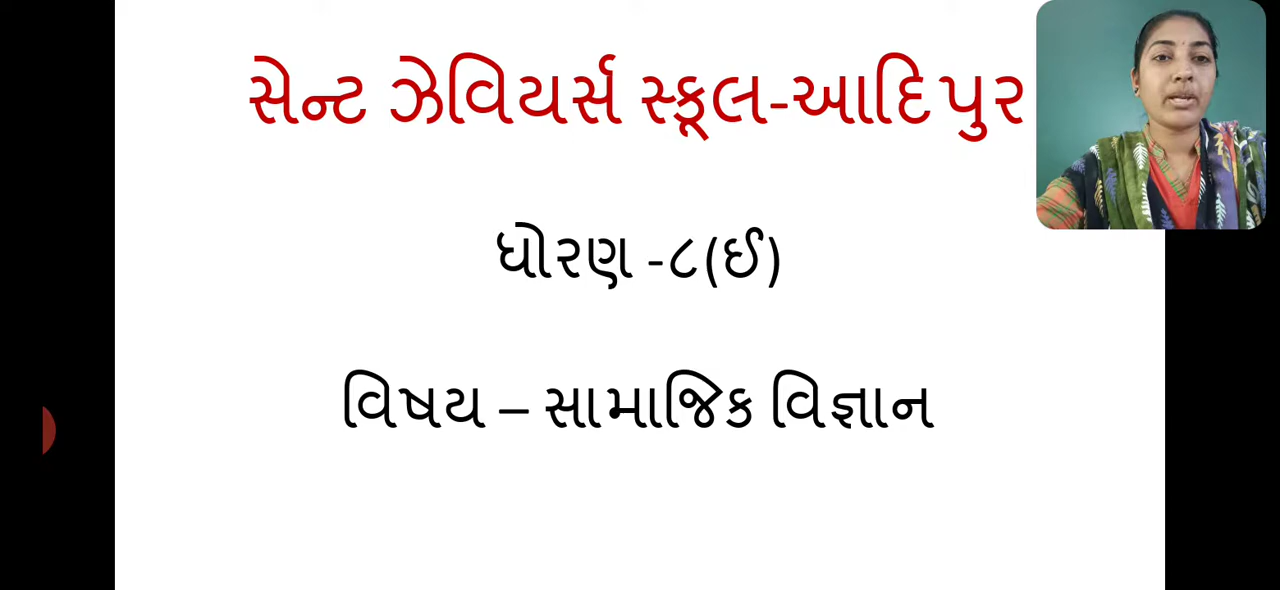 સેન્ટ ઝેવિયર્સ સ્કૂલ-આદિપુર
ધોરણ -૮(ઈ)
વિષય – સામાજિક વિજ્ઞાન